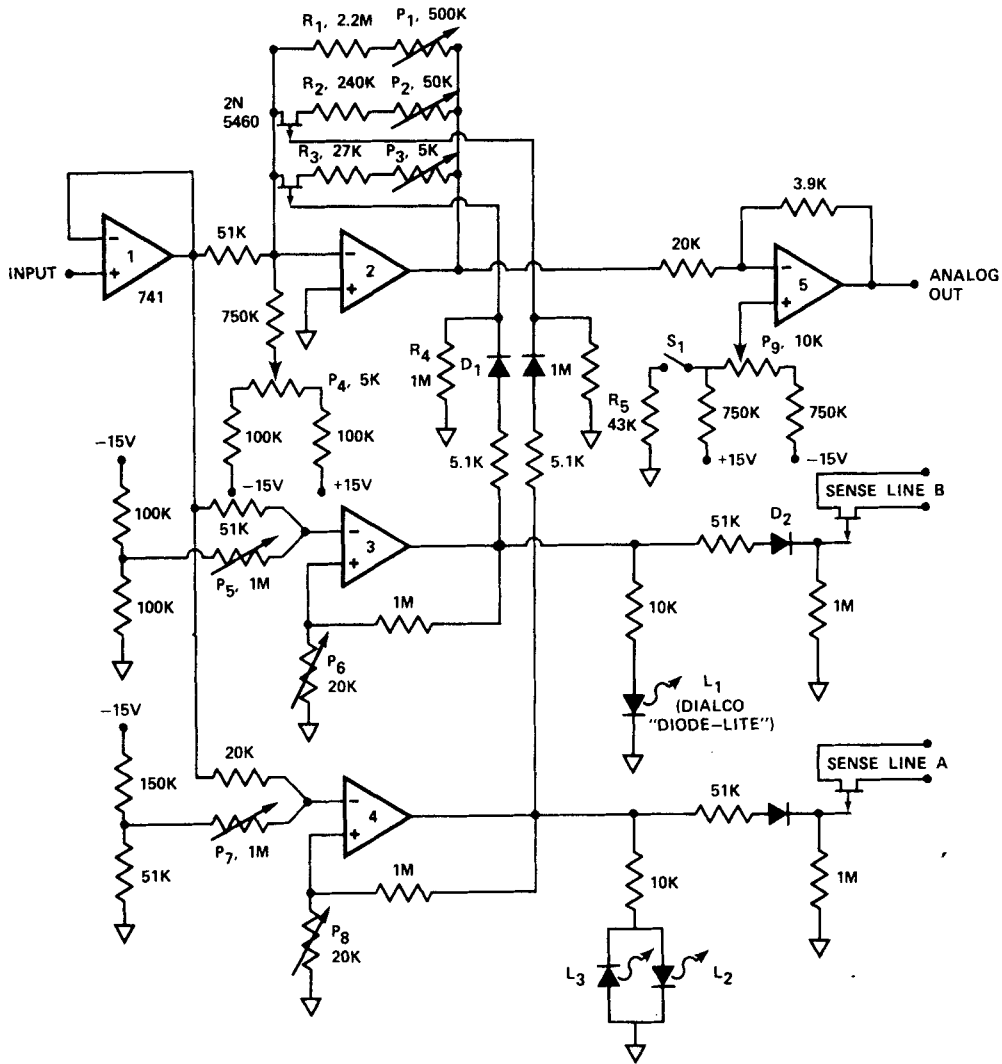 R1, 2.2M
P1, 500K
R2, 240K
P2, 50K
2N
5460
R3, 27K
P3, 5K
3.9K
51K
20K
INPUT
−
+
1
741
−
+
2
−
+
5
ANALOG
OUT
750K
P9, 10K
S1
R4
1M
D1
1M
P4, 5K
R5
43K
750K
750K
−15V
100K
100K
5.1K
5.1K
+15V
−15V
−15V
+15V
SENSE LINE B
100K
51K
51K
D2
−
+
3
P5, 1M
100K
1M
10K
1M
P6
20K
L1
(DIALCO
"DIODE-LITE")
−15V
20K
SENSE LINE A
150K
51K
−
+
4
P7, 1M
51K
1M
10K
1M
P8
20K
L3
L2